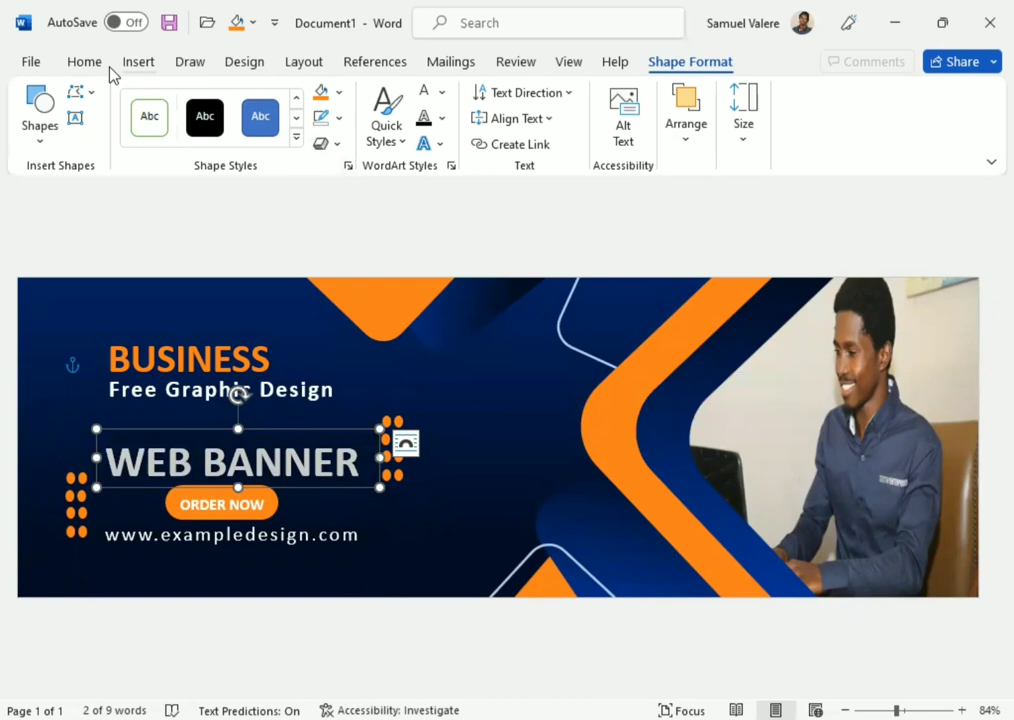 AutoSave Off Document1 - Word Search Samuel Valere
File Home Insert Draw Design Layout References Mailings Review View Help Shape Format Comments Share
Shapes
Insert Shapes
Abc Abc Abc
Shape Styles
Quick Styles
A
A
A
WordArt Styles
Text Direction
Align Text
Create Link
Text
Alt Text
Accessibility
Arrange
Size
BUSINESS
Free Graphic Design
WEB BANNER
ORDER NOW
www.exampledesign.com
Page 1 of 1 2 of 9 words Text Predictions: On Accessibility: Investigate Focus 84%